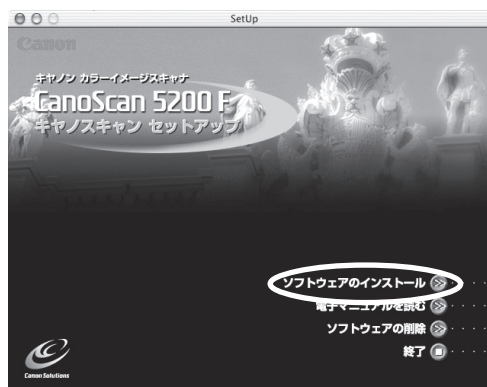 SetUp
Canon
キヤノン カラーイメージスキャナ
CanoScan 5200 F
キヤノスキャン セットアップ
ソフトウェアのインストール
電子マニュアルを読む
ソフトウェアの削除
終了
Canon Solutions